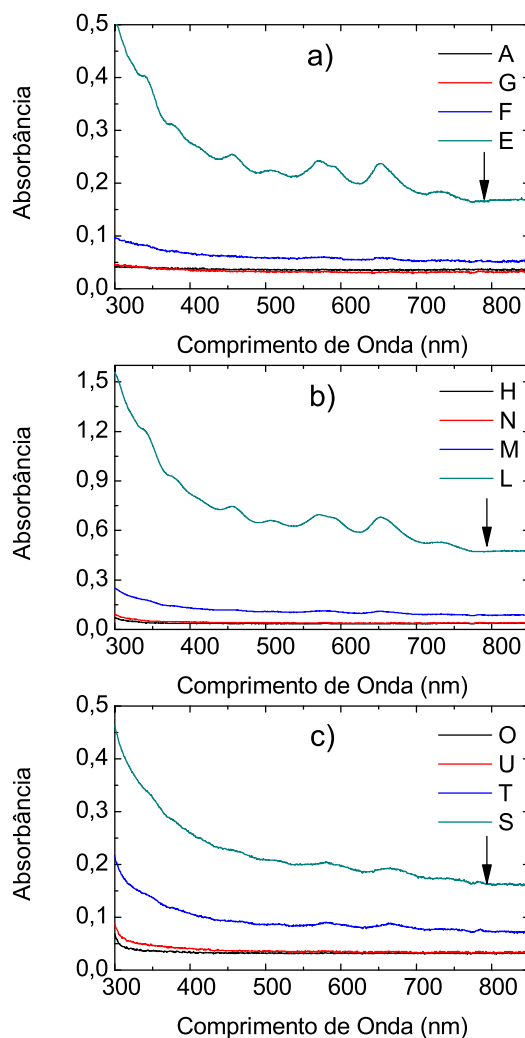 0,5
0,4
0,3
0,2
0,1
0,0
Absorbância
a)
A
G
F
E
300 400 500 600 700 800
Comprimento de Onda (nm)
1,5
1,2
0,9
0,6
0,3
0,0
Absorbância
b)
H
N
M
L
300 400 500 600 700 800
Comprimento de Onda (nm)
0,5
0,4
0,3
0,2
0,1
0,0
Absorbância
c)
O
U
T
S
300 400 500 600 700 800
Comprimento de Onda (nm)